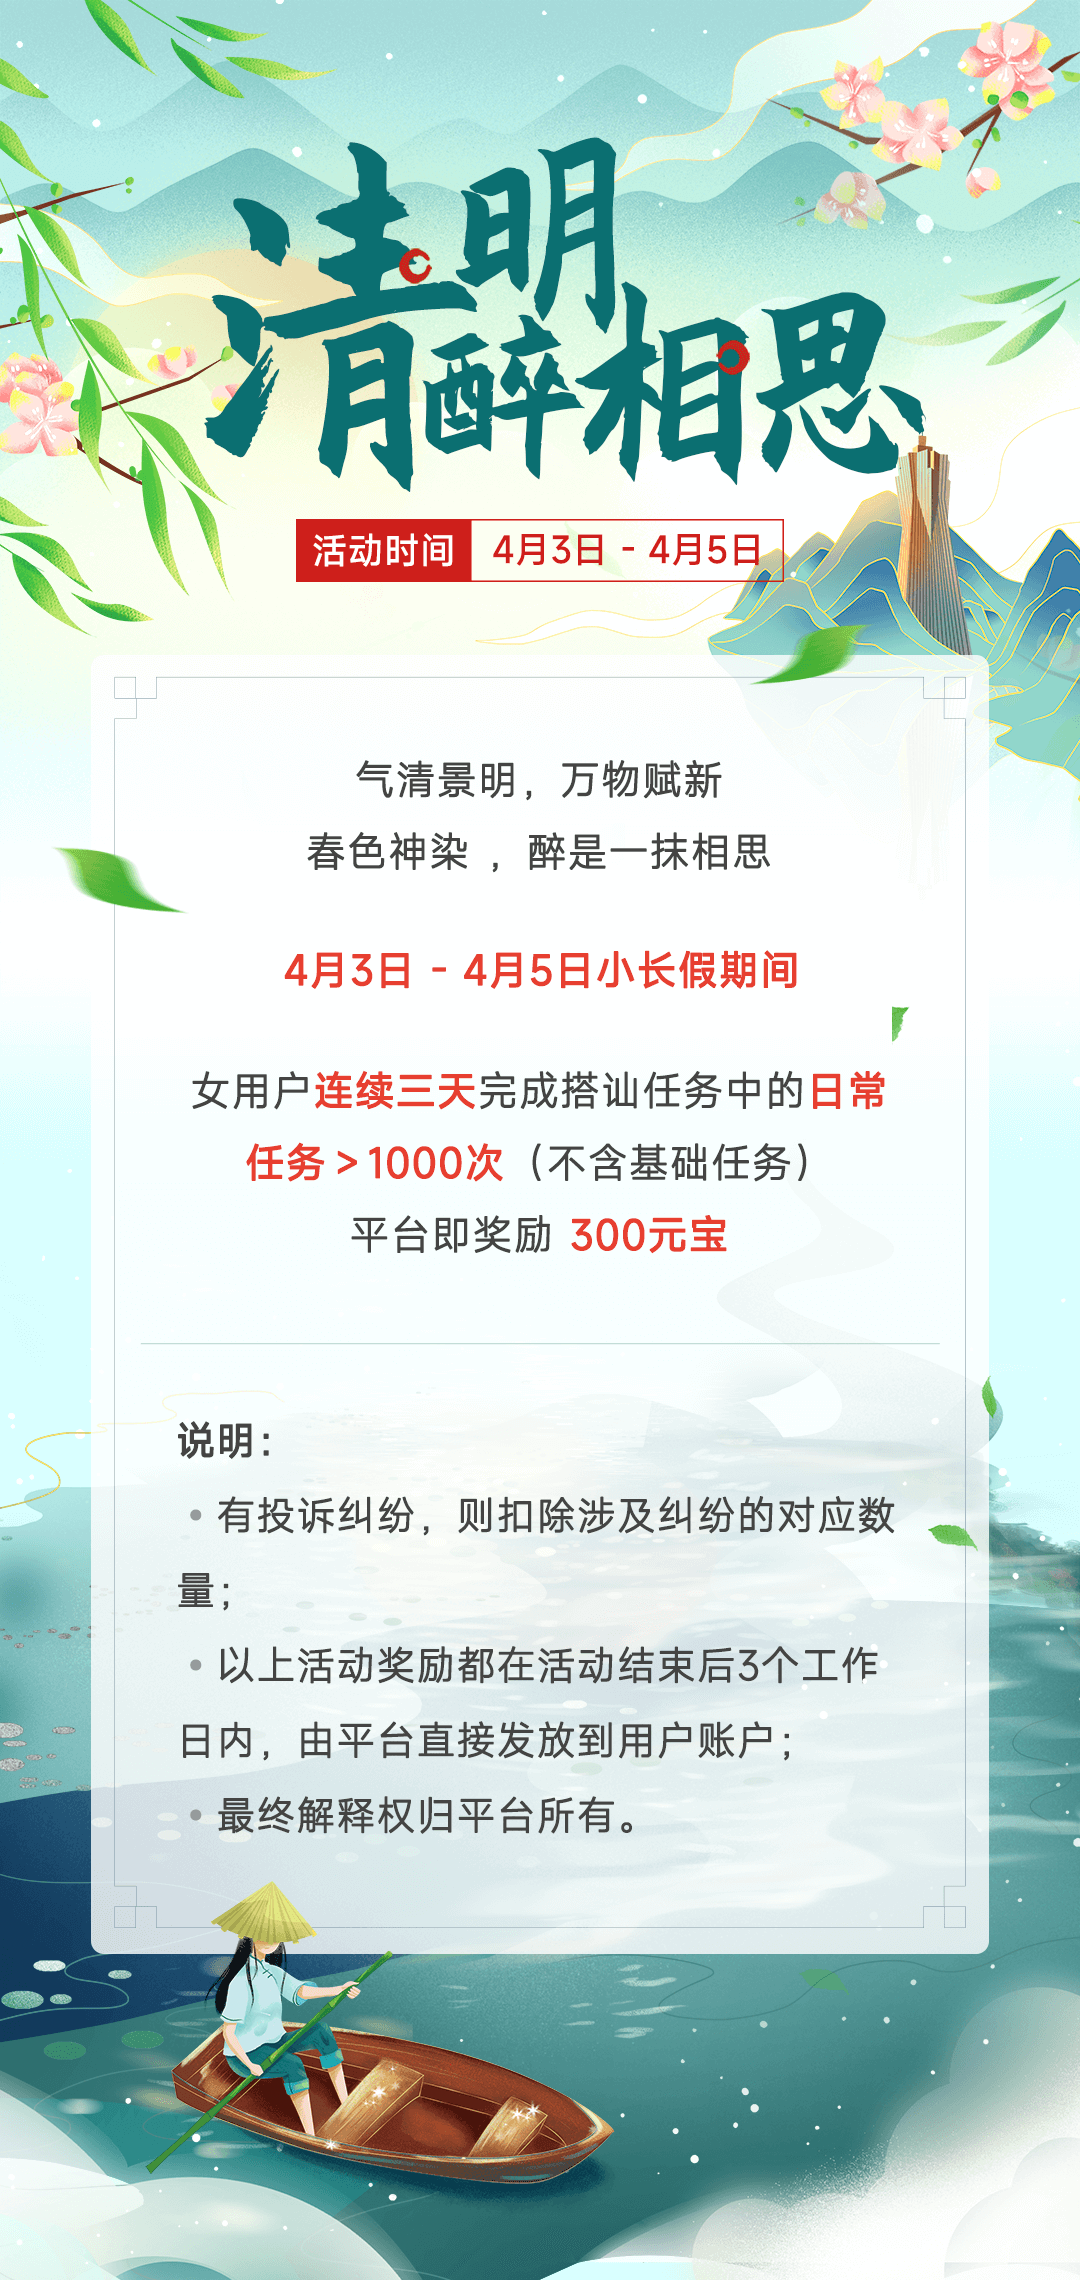 清明
醉相思
活动时间 4月3日 - 4月5日
气清景明，万物赋新
春色神染 ，醉是一抹相思
4月3日 - 4月5日小长假期间
女用户连续三天完成搭讪任务中的日常
任务 > 1000次（不含基础任务）
平台即奖励 300元宝
说明：
• 有投诉纠纷，则扣除涉及纠纷的对应数
量；
• 以上活动奖励都在活动结束后3个工作
日内，由平台直接发放到用户账户；
• 最终解释权归平台所有。